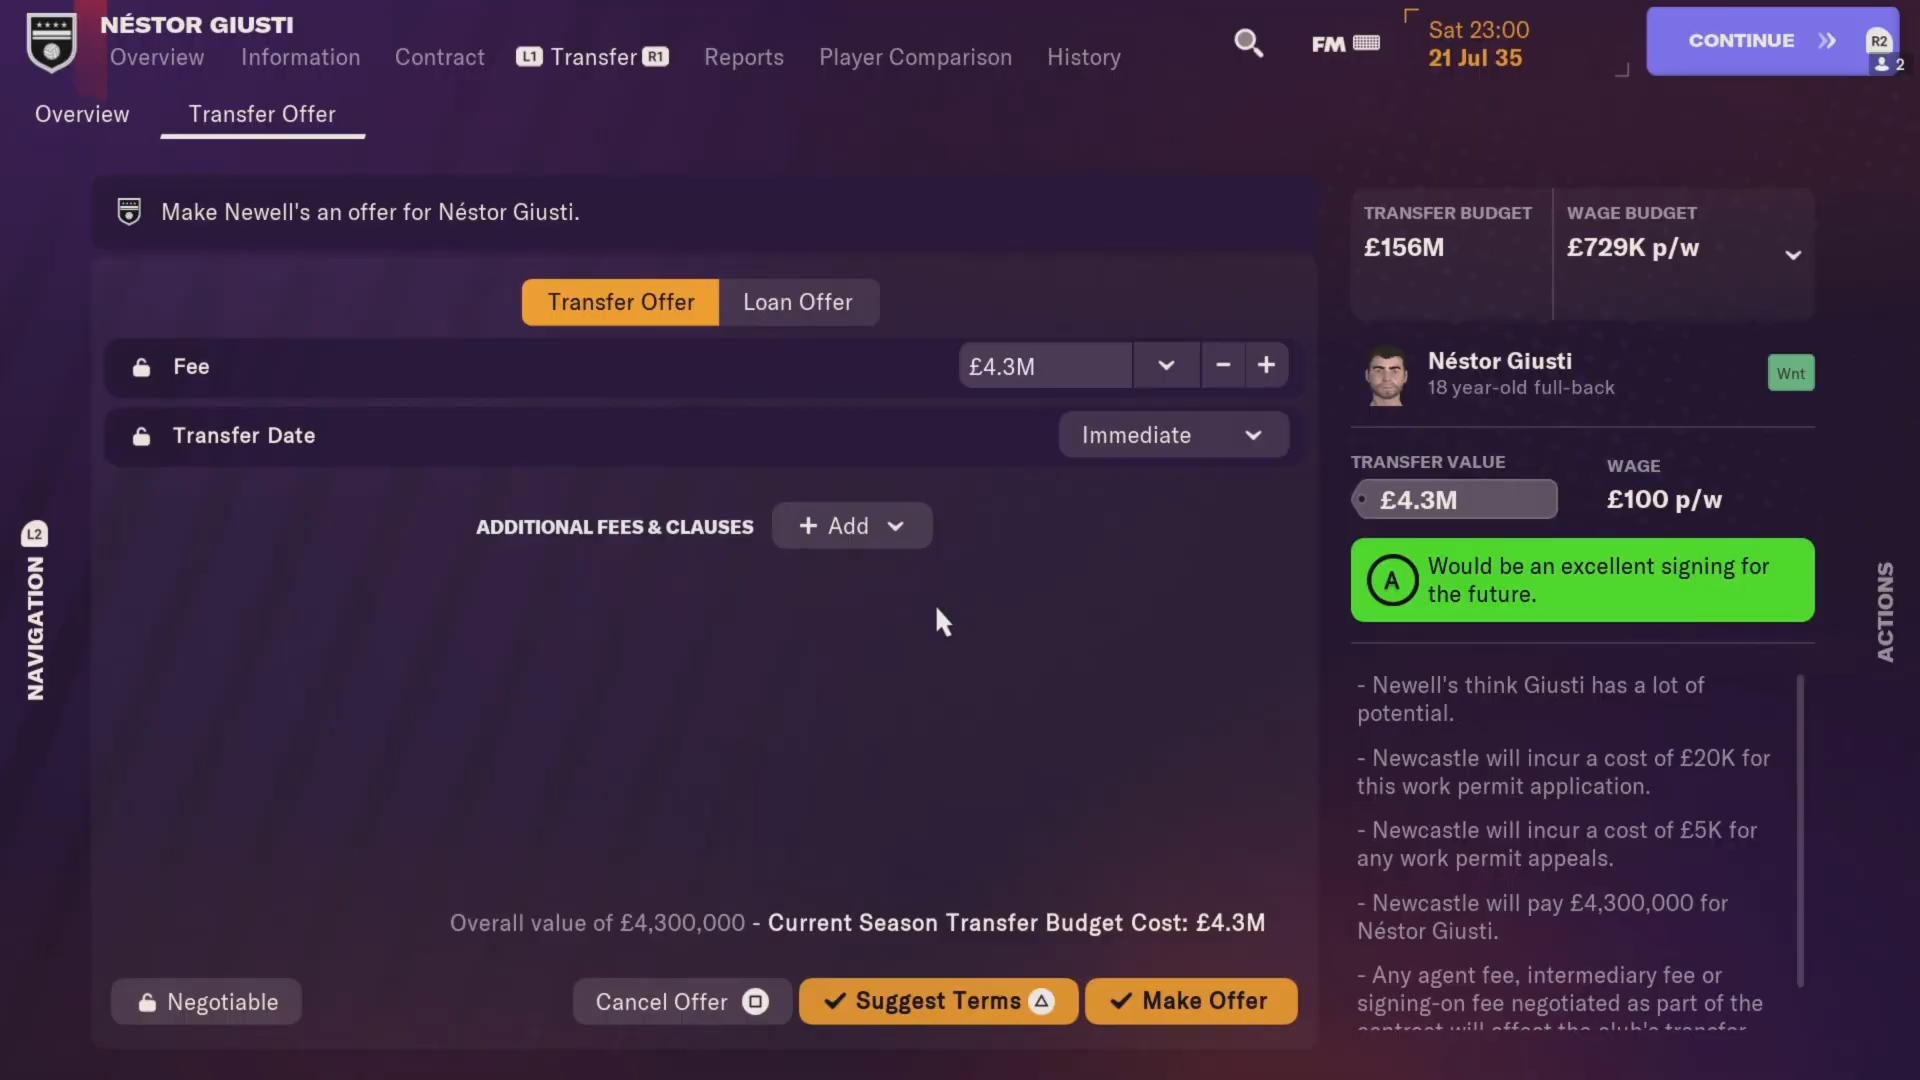 NÉSTOR GIUSTI
Overview Information Contract L1 Transfer R1 Reports Player Comparison History
FM
Sat 23:00
21 Jul 35
CONTINUE R2
2
Overview Transfer Offer
Make Newell's an offer for Néstor Giusti.
Transfer Offer Loan Offer
Fee £4.3M − +
Transfer Date Immediate
ADDITIONAL FEES & CLAUSES + Add
Overall value of £4,300,000 - Current Season Transfer Budget Cost: £4.3M
Negotiable Cancel Offer Suggest Terms Make Offer
L2
NAVIGATION
TRANSFER BUDGET WAGE BUDGET
£156M £729K p/w
Néstor Giusti
18 year-old full-back
Wnt
TRANSFER VALUE WAGE
£4.3M £100 p/w
A
Would be an excellent signing for
the future.
- Newell's think Giusti has a lot of
potential.
- Newcastle will incur a cost of £20K for
this work permit application.
- Newcastle will incur a cost of £5K for
any work permit appeals.
- Newcastle will pay £4,300,000 for
Néstor Giusti.
- Any agent fee, intermediary fee or
signing-on fee negotiated as part of the
contract will affect the club's transfer
ACTIONS